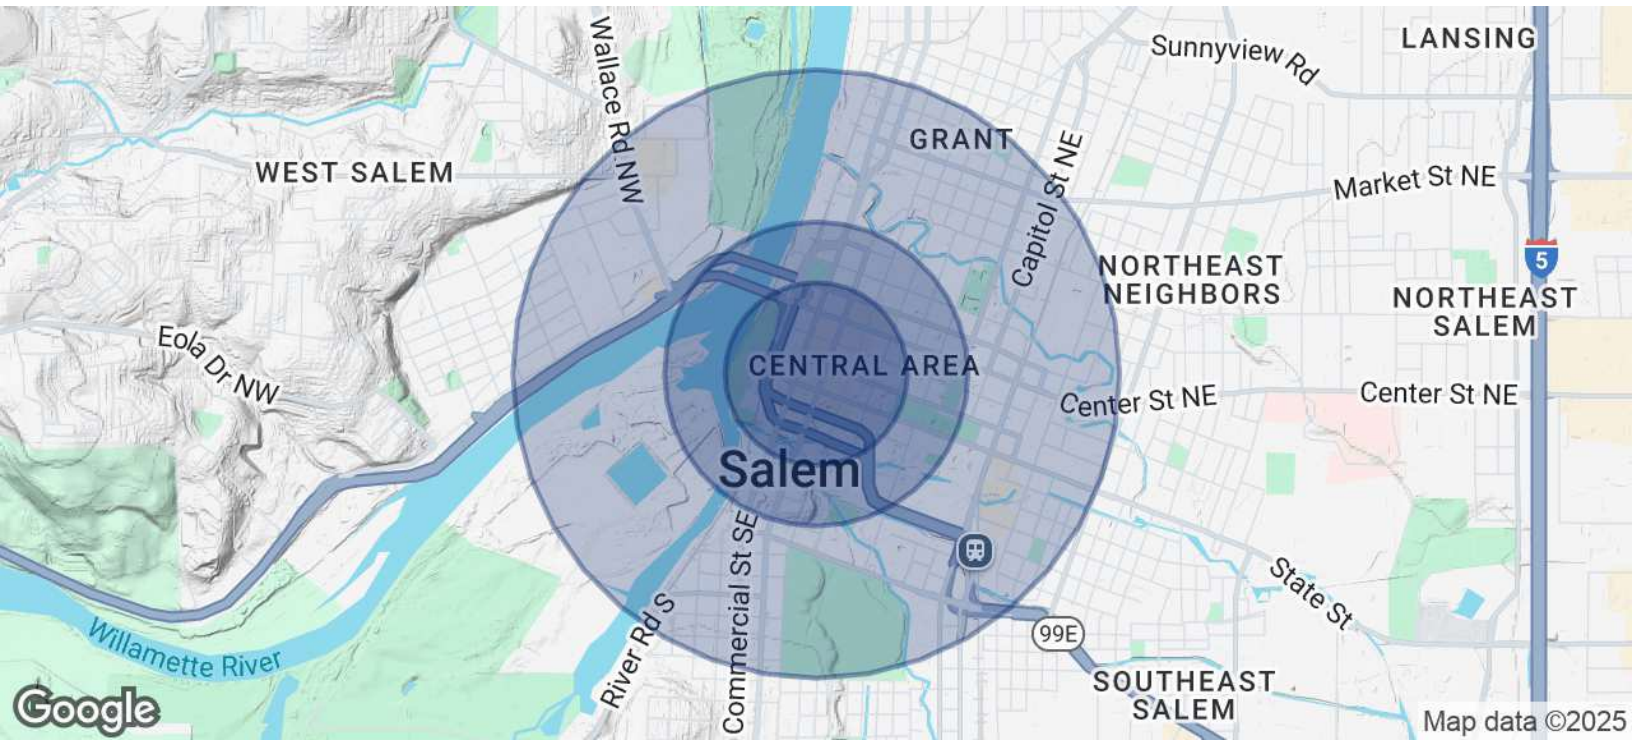 LANSING
Sunnyview Rd
Wallace Rd NW
GRANT
Capitol St NE
WEST SALEM
Market St NE
NORTHEAST
NEIGHBORS
5
NORTHEAST
SALEM
Eola Dr NW
CENTRAL AREA
Center St NE
Center St NE
Salem
Commercial St SE
State St
River Rd S
99E
Willamette River
SOUTHEAST
SALEM
Google
Map data ©2025